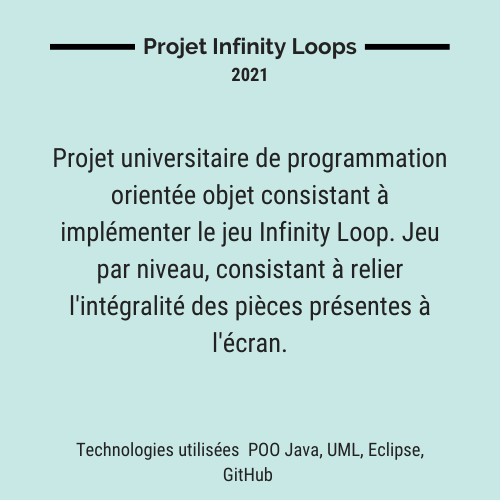 Projet Infinity Loops
2021
Projet universitaire de programmation
orientée objet consistant à
implémenter le jeu Infinity Loop. Jeu
par niveau, consistant à relier
l'intégralité des pièces présentes à
l'écran.
Technologies utilisées  POO Java, UML, Eclipse,
GitHub